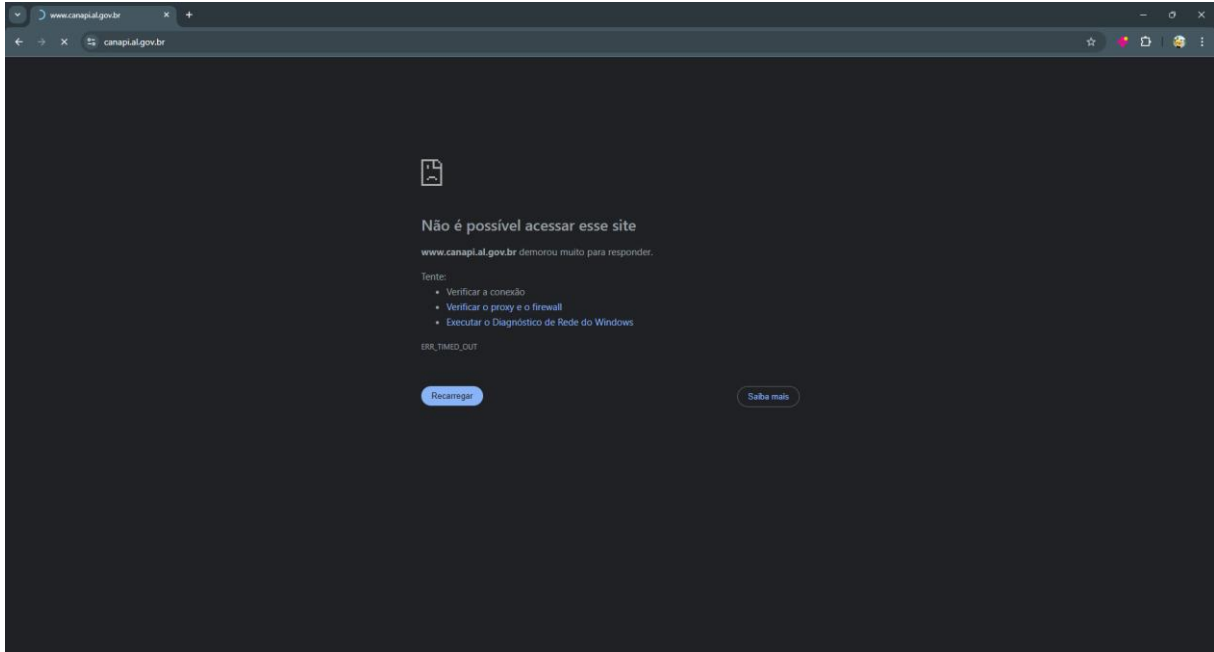 www.canapi.al.gov.br
canapi.al.gov.br
Não é possível acessar esse site
www.canapi.al.gov.br demorou muito para responder.
Tente:
• Verificar a conexão
• Verificar o proxy e o firewall
• Executar o Diagnóstico de Rede do Windows
ERR_TIMED_OUT
Recarregar
Saiba mais